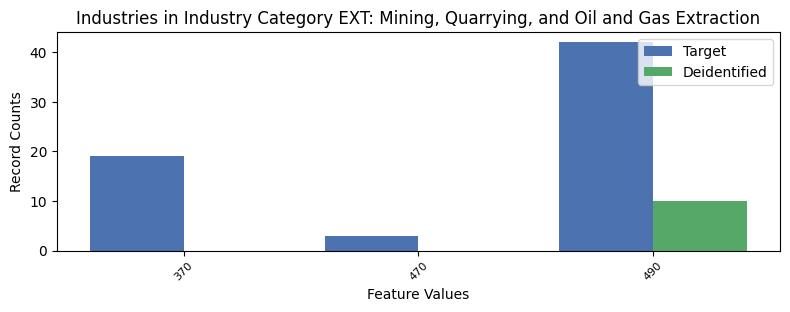 Industries in Industry Category EXT: Mining, Quarrying, and Oil and Gas Extraction
Target
Deidentified
Record Counts
40
30
20
10
0
370
470
490
Feature Values